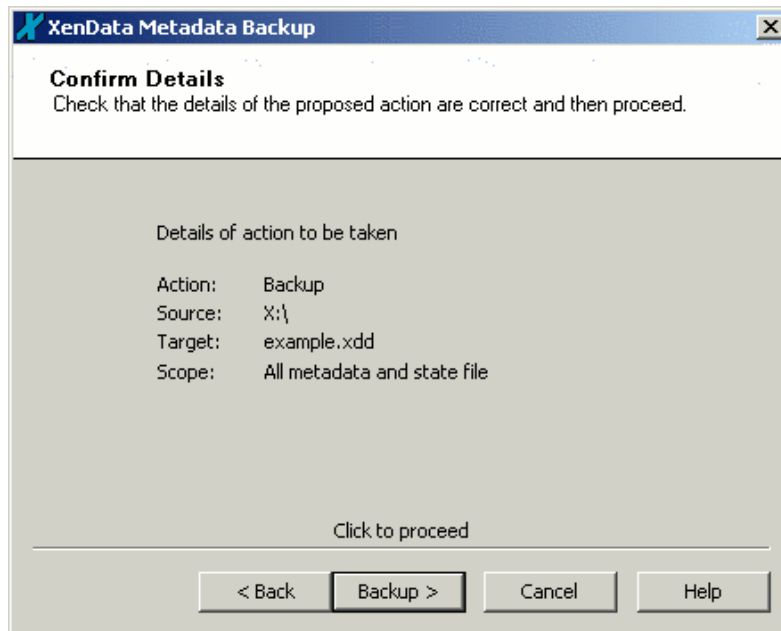 XenData Metadata Backup
Confirm Details
Check that the details of the proposed action are correct and then proceed.
Details of action to be taken
Action: Backup
Source: X:\
Target: example.xdd
Scope: All metadata and state file
Click to proceed
< Back Backup > Cancel Help